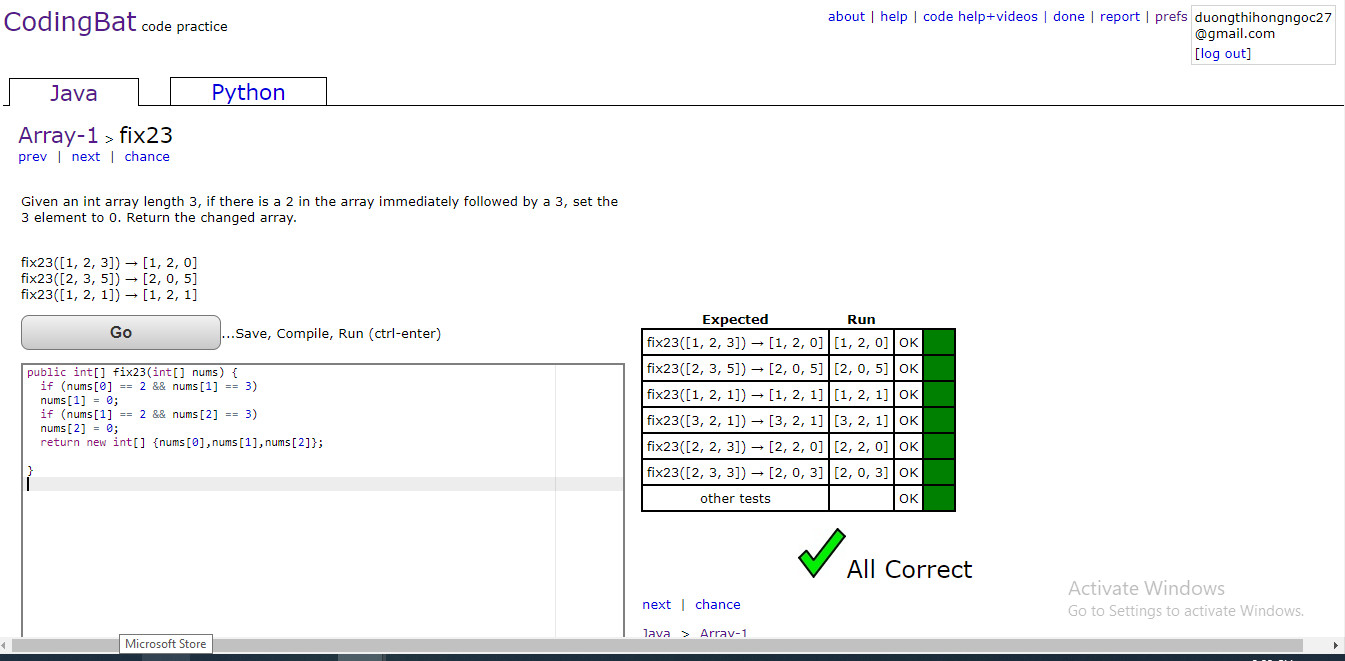 CodingBat code practice
about | help | code help+videos | done | report | prefs
duongthihongngoc27
@gmail.com
[log out]
Java
Python
Array-1 > fix23
prev | next | chance
Given an int array length 3, if there is a 2 in the array immediately followed by a 3, set the
3 element to 0. Return the changed array.
fix23([1, 2, 3]) → [1, 2, 0]
fix23([2, 3, 5]) → [2, 0, 5]
fix23([1, 2, 1]) → [1, 2, 1]
Go
...Save, Compile, Run (ctrl-enter)
public int[] fix23(int[] nums) {
if (nums[0] == 2 && nums[1] == 3)
nums[1] = 0;
if (nums[1] == 2 && nums[2] == 3)
nums[2] = 0;
return new int[] {nums[0],nums[1],nums[2]};
}
Expected Run
fix23([1, 2, 3]) → [1, 2, 0] [1, 2, 0] OK
fix23([2, 3, 5]) → [2, 0, 5] [2, 0, 5] OK
fix23([1, 2, 1]) → [1, 2, 1] [1, 2, 1] OK
fix23([3, 2, 1]) → [3, 2, 1] [3, 2, 1] OK
fix23([2, 2, 3]) → [2, 2, 0] [2, 2, 0] OK
fix23([2, 3, 3]) → [2, 0, 3] [2, 0, 3] OK
other tests OK
All Correct
next | chance
Java > Array-1
Activate Windows
Go to Settings to activate Windows.
Microsoft Store